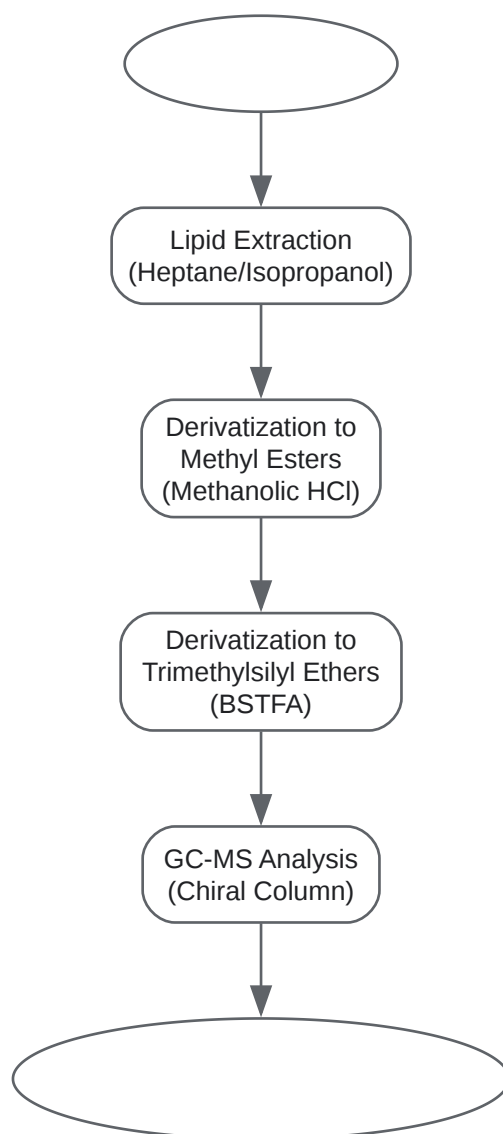 Lipid Extraction
(Heptane/Isopropanol)
Derivatization to
Methyl Esters
(Methanolic HCl)
Derivatization to
Trimethylsilyl Ethers
(BSTFA)
GC-MS Analysis
(Chiral Column)